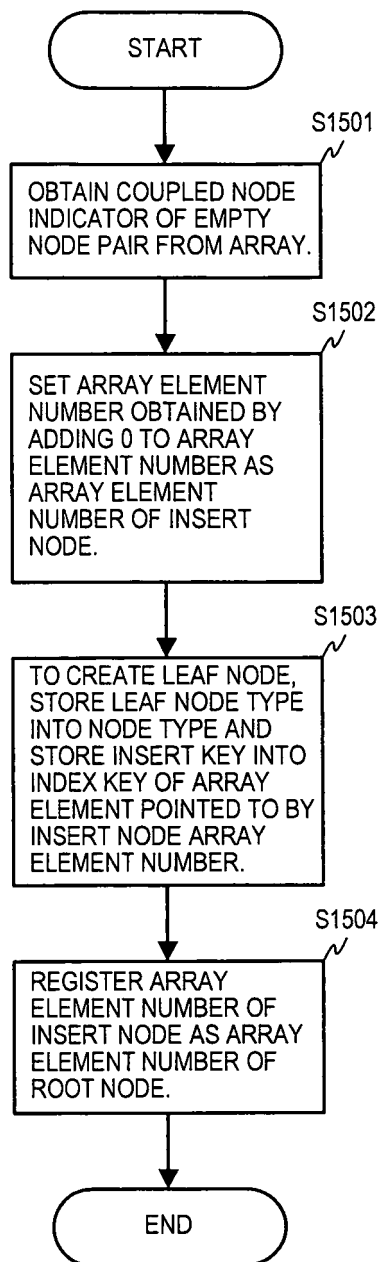 START
S1501
OBTAIN COUPLED NODE
INDICATOR OF EMPTY
NODE PAIR FROM ARRAY.
S1502
SET ARRAY ELEMENT
NUMBER OBTAINED BY
ADDING 0 TO ARRAY
ELEMENT NUMBER AS
ARRAY ELEMENT
NUMBER OF INSERT
NODE.
S1503
TO CREATE LEAF NODE,
STORE LEAF NODE TYPE
INTO NODE TYPE AND
STORE INSERT KEY INTO
INDEX KEY OF ARRAY
ELEMENT POINTED TO BY
INSERT NODE ARRAY
ELEMENT NUMBER.
S1504
REGISTER ARRAY
ELEMENT NUMBER OF
INSERT NODE AS ARRAY
ELEMENT NUMBER OF
ROOT NODE.
END